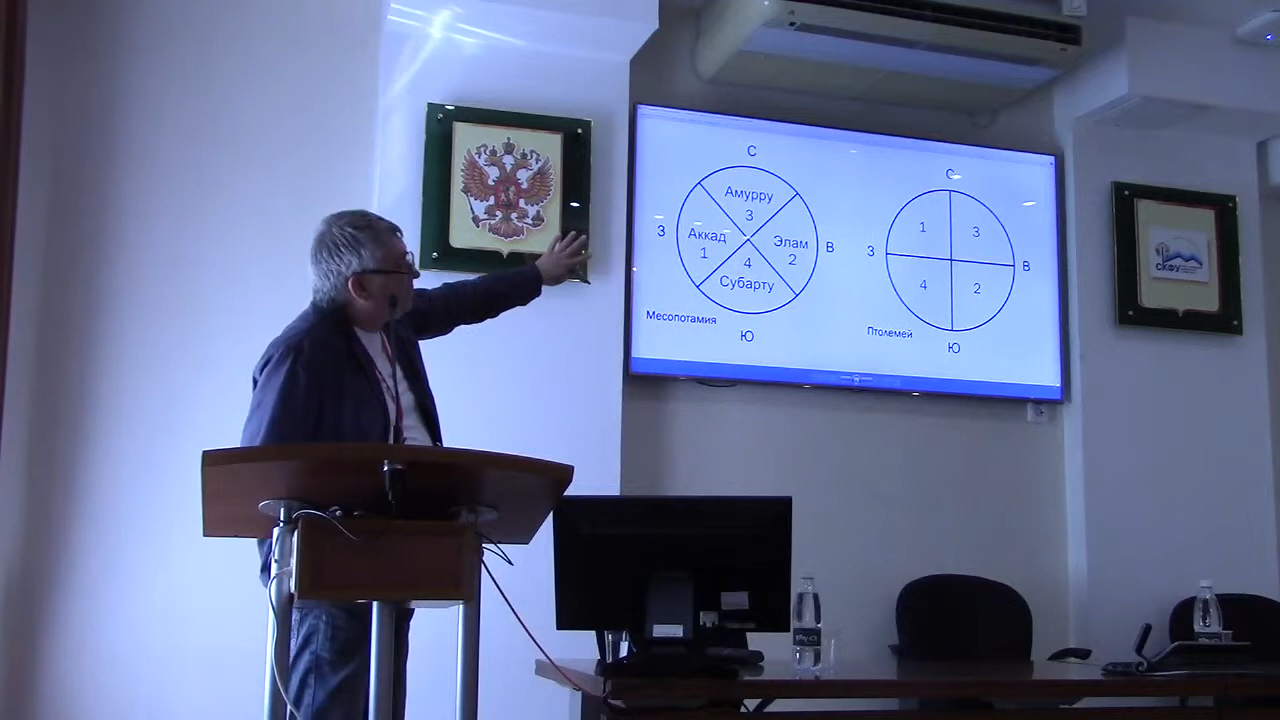 С
Амурру
3
З
Аккад
1
Элам
2
В
4
Субарту
Месопотамия
Ю
С
1
3
З
В
4
2
Птолемей
Ю
СКФУ